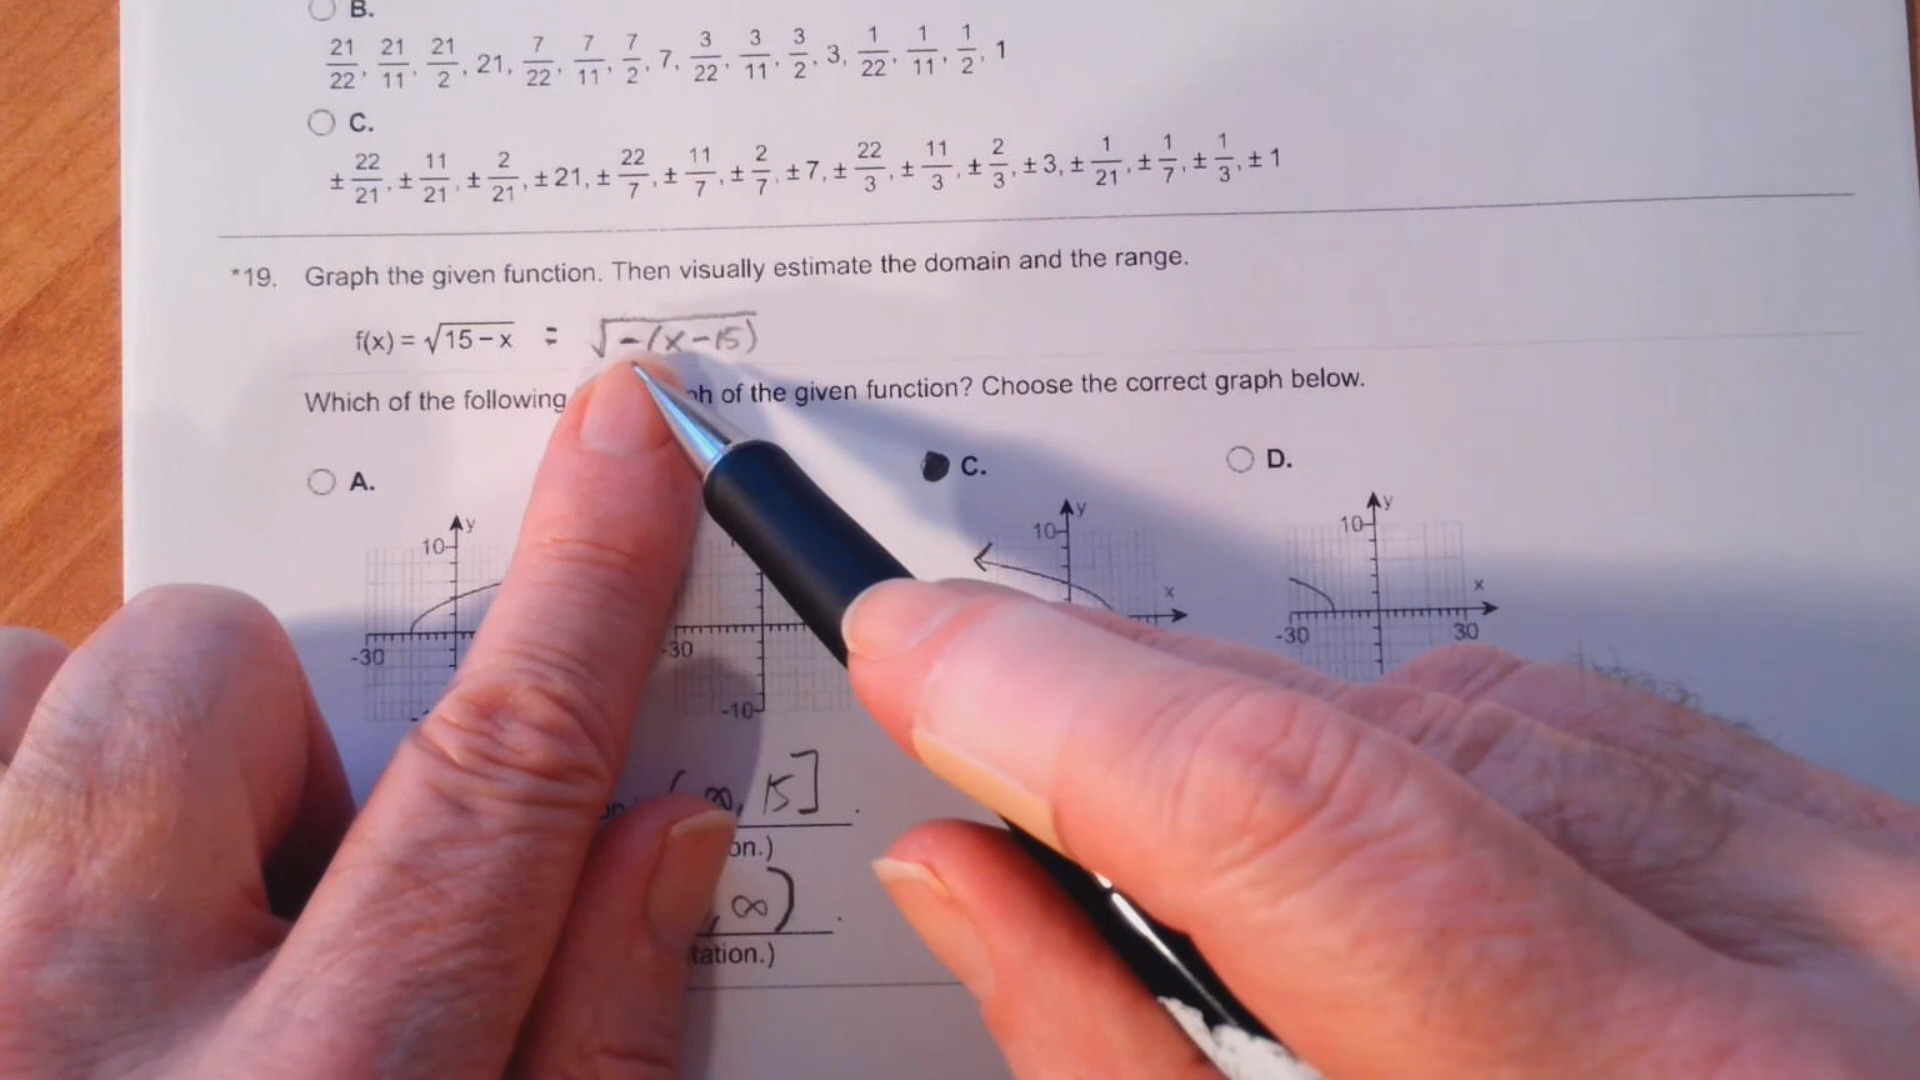 B.
21/22, 21/11, 21/2, 21, 7/22, 7/11, 7/2, 7, 3/22, 3/11, 3/2, 3, 1/22, 1/11, 1/2, 1
C.
± 22/21, ± 11/21, ± 2/21, ± 21, ± 22/7, ± 11/7, ± 2/7, ± 7, ± 22/3, ± 11/3, ± 2/3, ± 3, ± 1/21, ± 1/7, ± 1/3, ± 1
*19. Graph the given function. Then visually estimate the domain and the range.
f(x) = √15 − x = √-(x-15)
Which of the following of the given function? Choose the correct graph below.
A. C. D.
y y y
10 10 10
x x
-30 -30 -30 30
-10
∞, 15] .
on.)
, ∞) .
tation.)